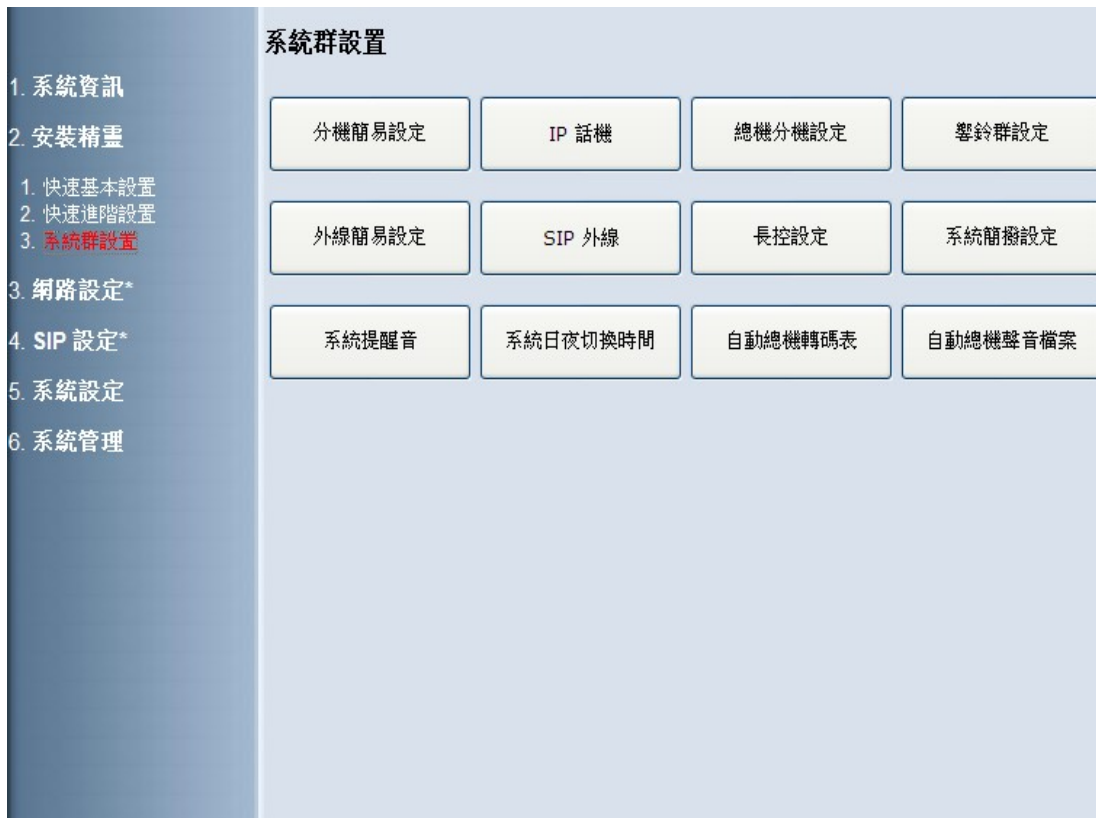 系統群設置
1. 系統資訊
2. 安裝精靈
1. 快速基本設置
2. 快速進階設置
3. 系統群設置
3. 網路設定*
4. SIP 設定*
5. 系統設定
6. 系統管理
分機簡易設定 IP 話機 總機分機設定 響鈴群設定
外線簡易設定 SIP 外線 長控設定 系統簡撥設定
系統提醒音 系統日夜切換時間 自動總機轉碼表 自動總機聲音檔案